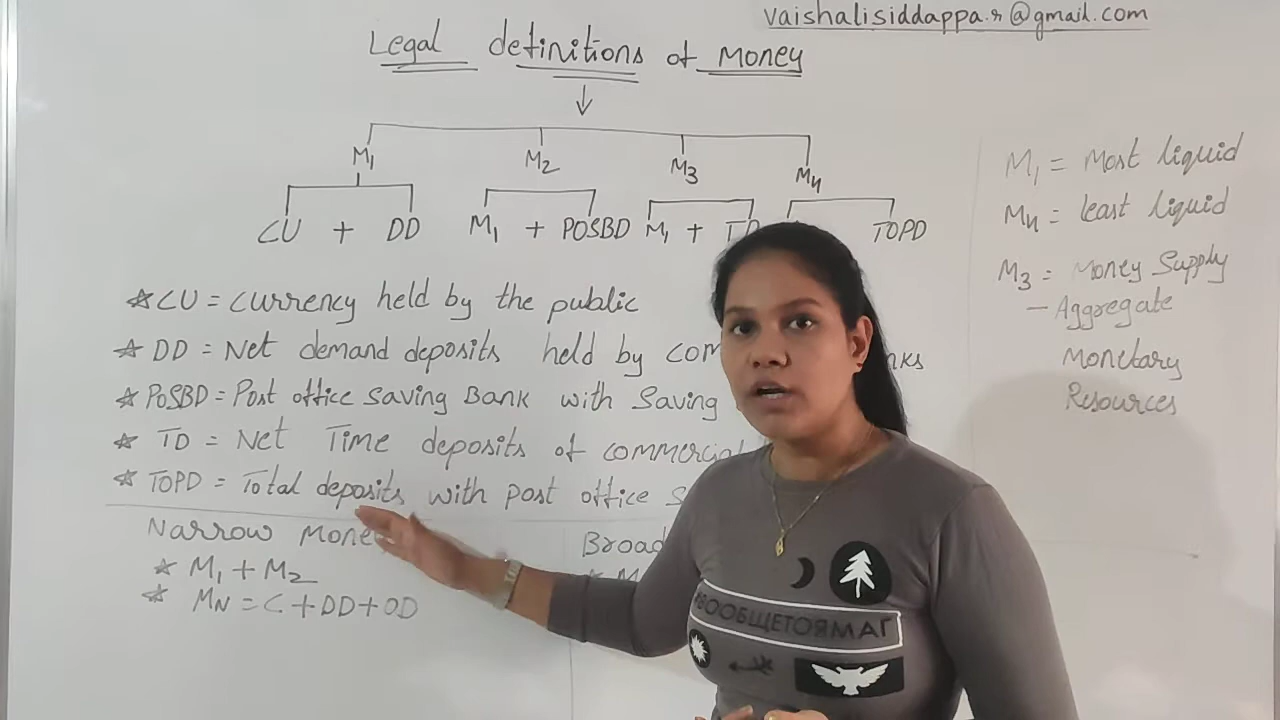 vaishalisiddappa.r@gmail.com
Legal definitions of Money
M1 M2 M3 M4
CU + DD M1 + POSBD M1 + TD TOPD
CU = Currency held by the public
DD = Net demand deposits held by
POSBD = Post office Saving Bank with Saving
TD = Net Time deposits of commercial
TOPD = Total deposits with post office
Narrow Money
M1 + M2
MN = C + DD + OD
Broad
M
M1 = Most liquid
M4 = least liquid
M3 = Money Supply
- Aggregate
Monetary
Resources
#ВООБЩЕТОЯМАГ